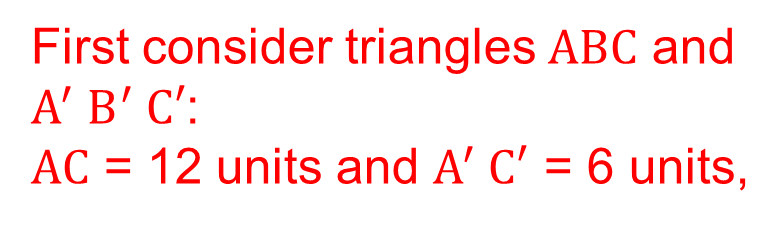 First consider triangles ABC and
A′ B′ C′:
AC = 12 units and A′ C′ = 6 units,